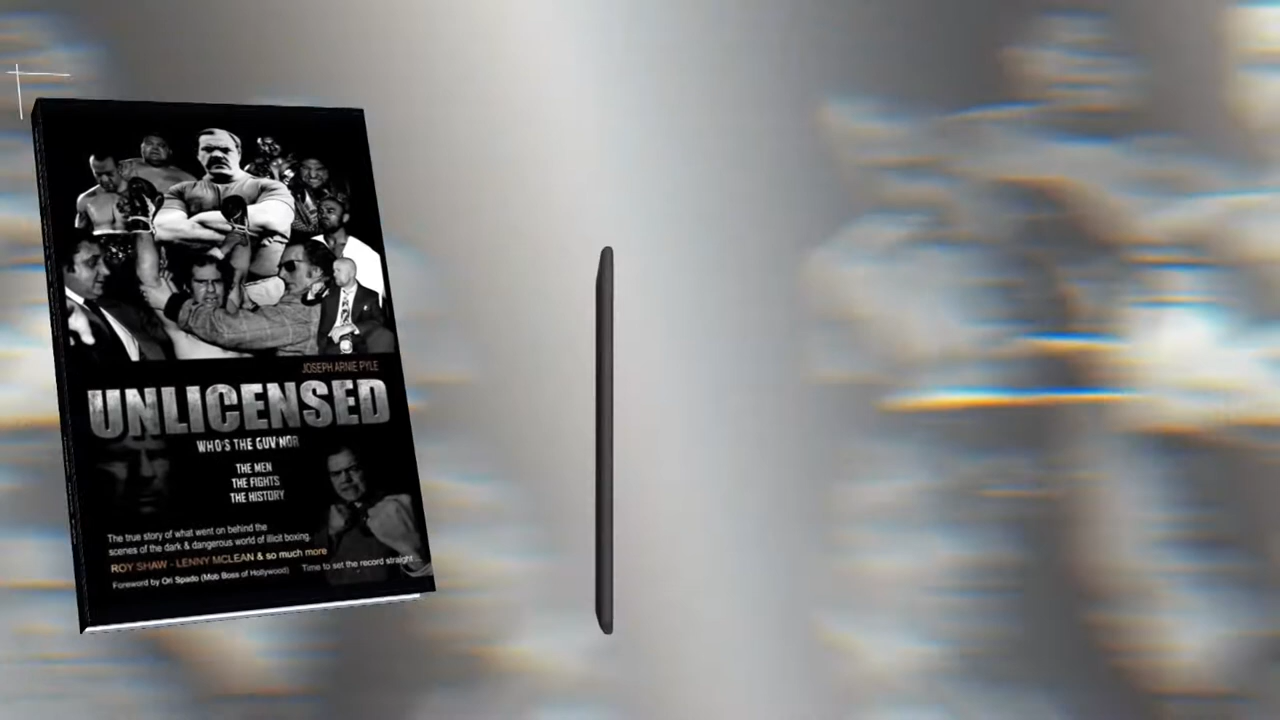 JOSEPH ARNIE PYLE
UNLICENSED
WHO'S THE GUV'NOR
THE MEN
THE FIGHTS
THE HISTORY
The true story of what went on behind the
scenes of the dark & dangerous world of illicit boxing.
ROY SHAW - LENNY MCLEAN & so much more
Foreword by Ori Spado (Mob Boss of Hollywood) Time to set the record straight...